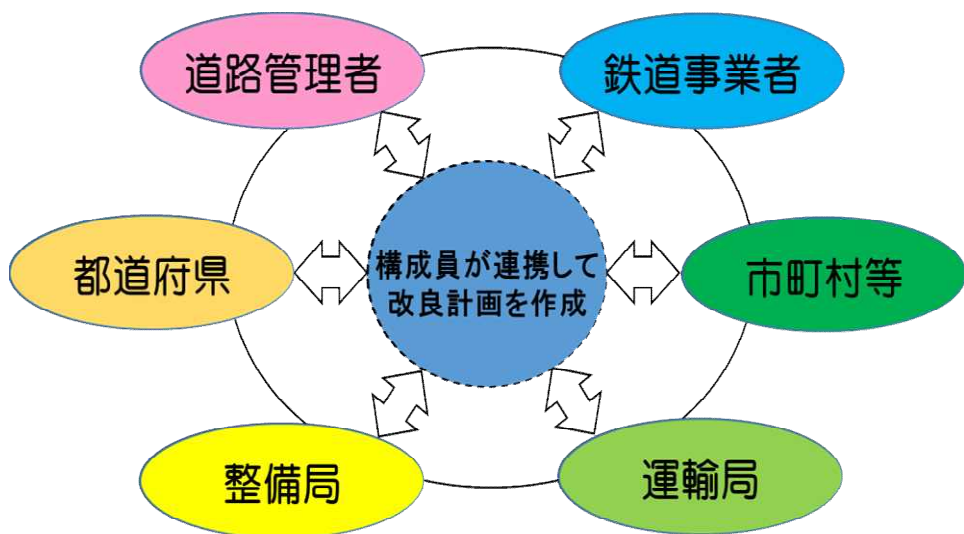 道路管理者
鉄道事業者
都道府県
構成員が連携して
改良計画を作成
市町村等
整備局
運輸局